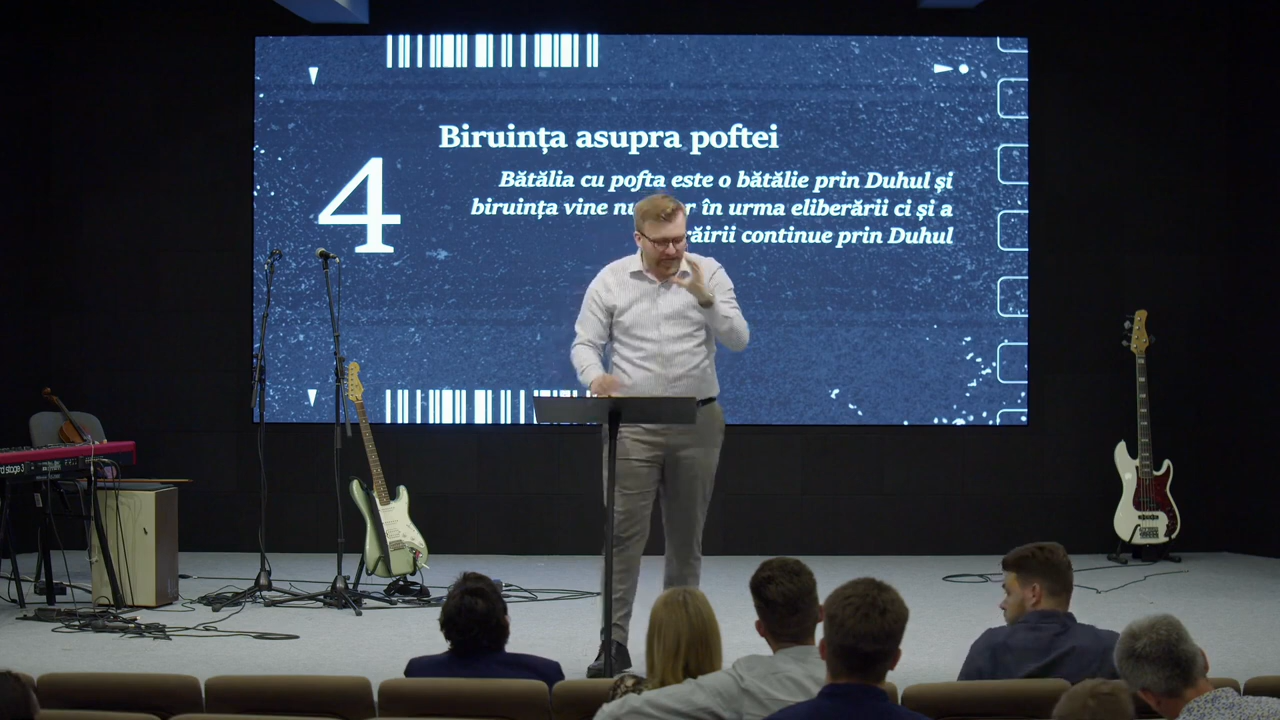 4
Biruința asupra poftei
Bătălia cu pofta este o bătălie prin Duhul și
biruința vine în urma eliberării ci și a
continue prin Duhul
stage 3